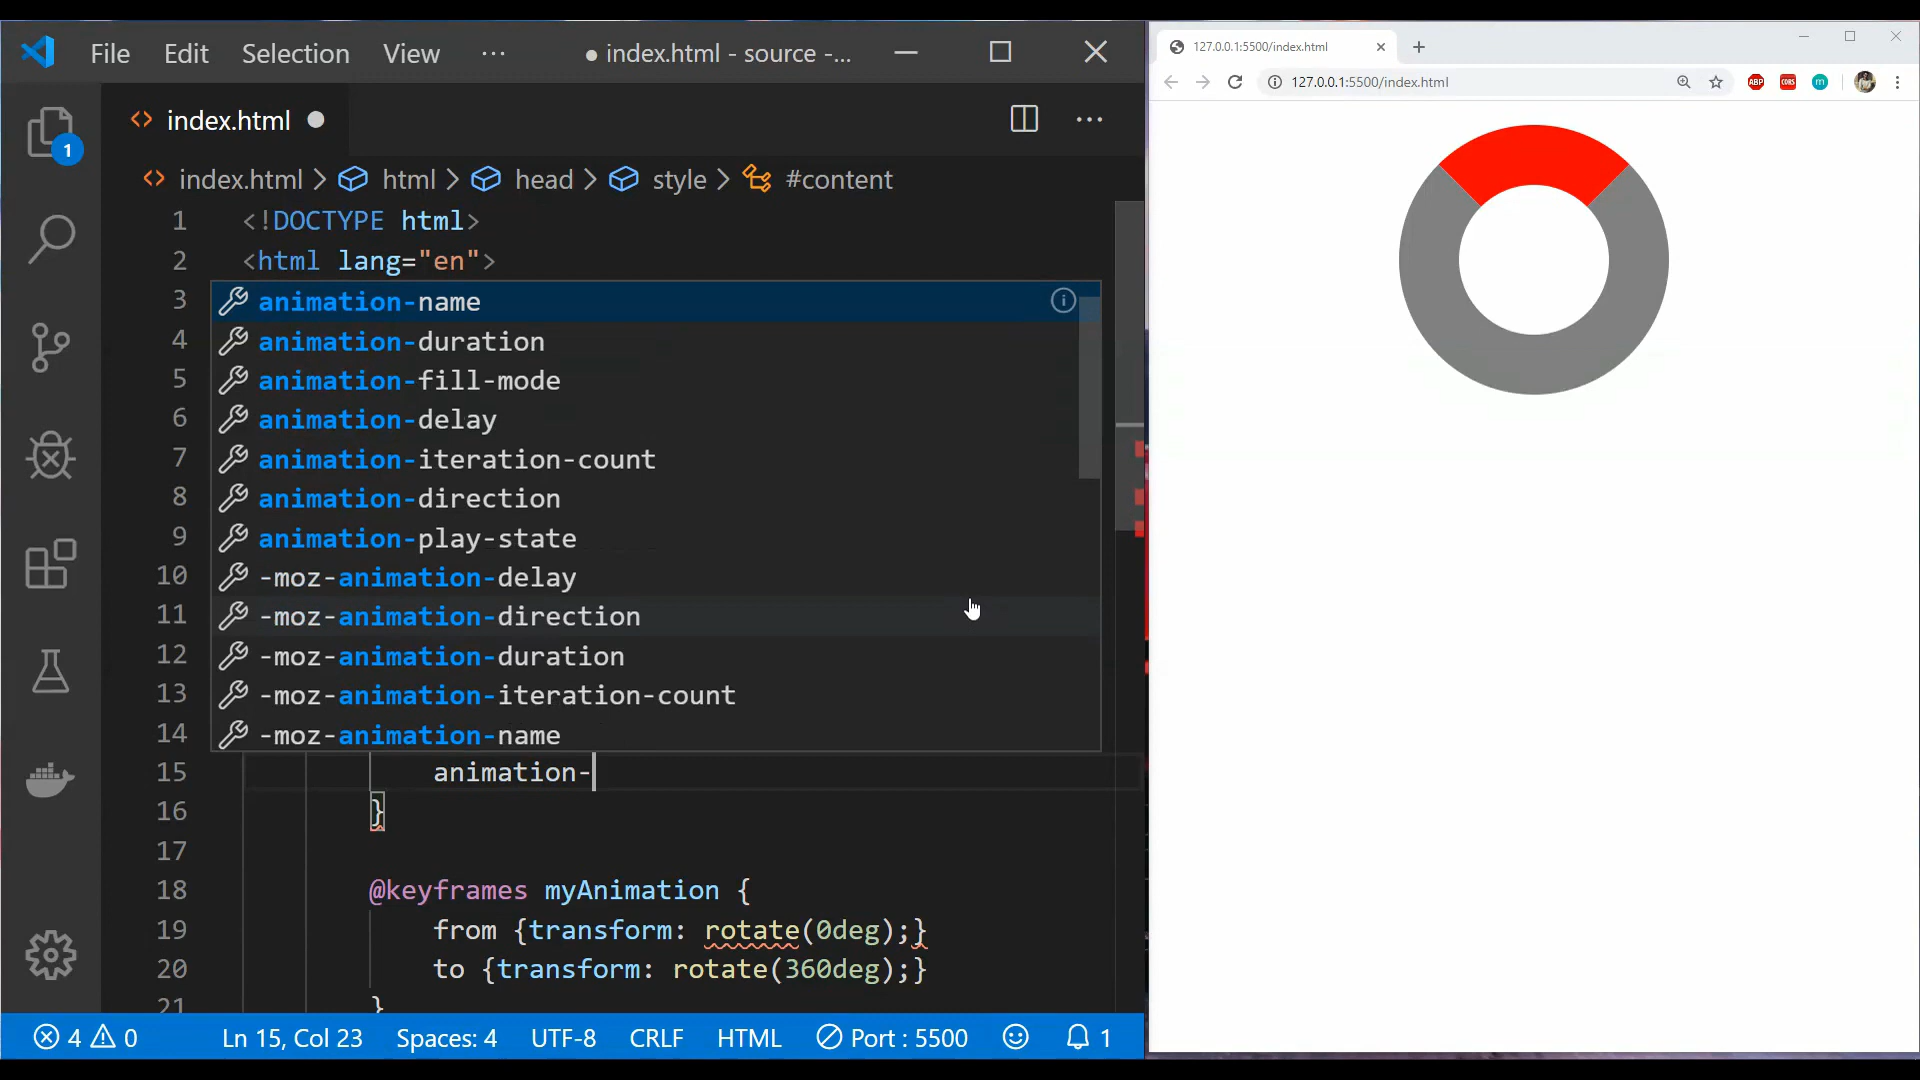 File Edit Selection View ··· ● index.html - source -...
index.html ●
1
index.html > html > head > style > #content
1 <!DOCTYPE html>
2 <html lang="en">
3 animation-name
4 animation-duration
5 animation-fill-mode
6 animation-delay
7 animation-iteration-count
8 animation-direction
9 animation-play-state
10 -moz-animation-delay
11 -moz-animation-direction
12 -moz-animation-duration
13 -moz-animation-iteration-count
14 -moz-animation-name
15 animation-
16 }
17
18 @keyframes myAnimation {
19 from {transform: rotate(0deg);}
20 to {transform: rotate(360deg);}
21 }
4 0 Ln 15, Col 23 Spaces: 4 UTF-8 CRLF HTML Port : 5500 1
127.0.0.1:5500/index.html
127.0.0.1:5500/index.html ABP CORS m